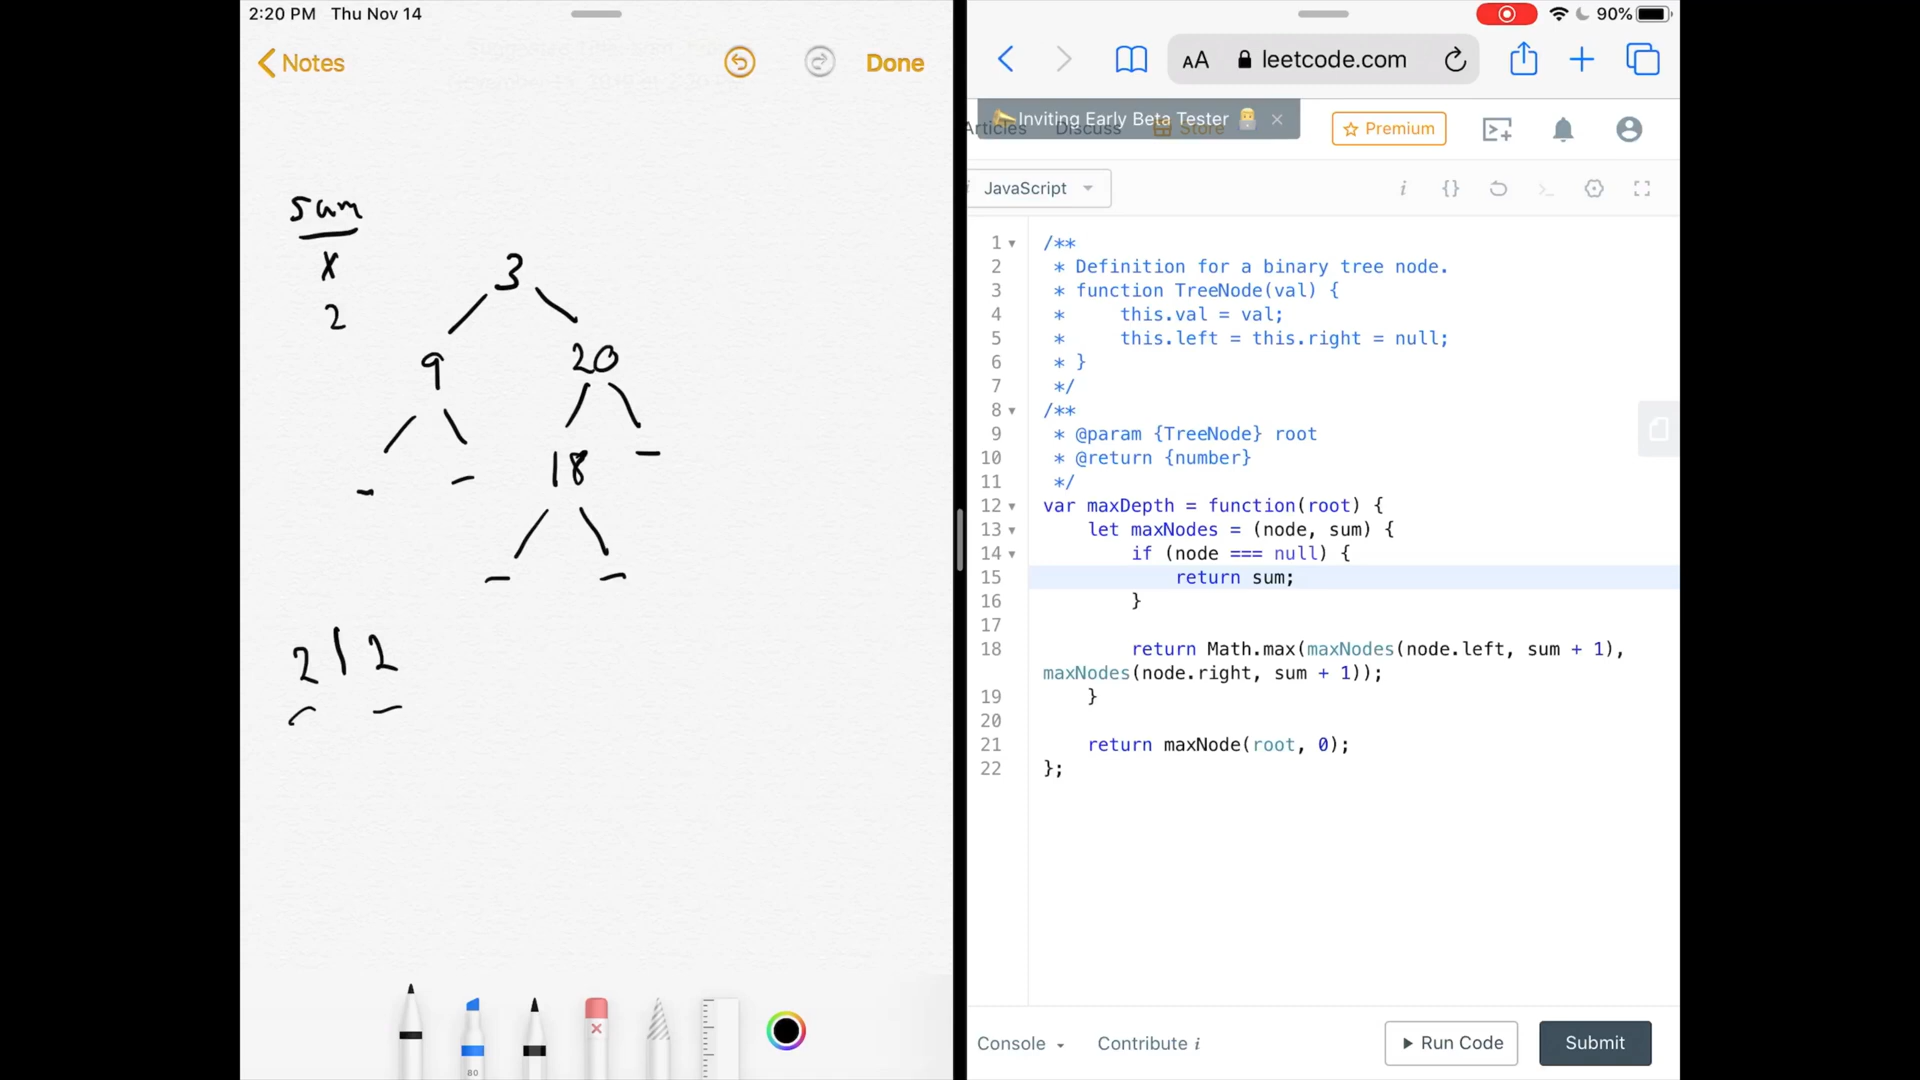 2:20 PM Thu Nov 14
Notes
Done
sum
X
2
3
9
20
18
2 | 2
90%
AA
leetcode.com
Articles
Discuss
Store
Inviting Early Beta Tester
Premium
JavaScript
i
{}
1 /**
2 * Definition for a binary tree node.
3 * function TreeNode(val) {
4 * this.val = val;
5 * this.left = this.right = null;
6 * }
7 */
8 /**
9 * @param {TreeNode} root
10 * @return {number}
11 */
12 var maxDepth = function(root) {
13 let maxNodes = (node, sum) {
14 if (node === null) {
15 return sum;
16 }
17
18 return Math.max(maxNodes(node.left, sum + 1),
maxNodes(node.right, sum + 1));
19 }
20
21 return maxNode(root, 0);
22 };
80
Console
Contribute i
Run Code
Submit